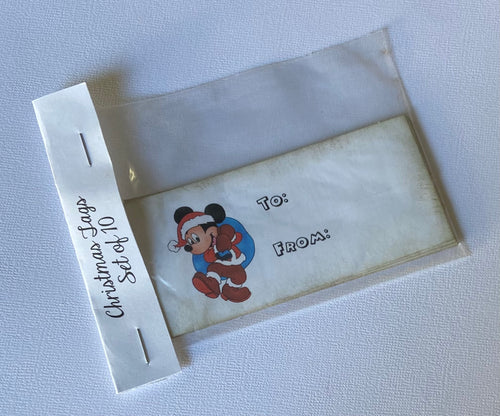 Christmas Tags
Set of 10
To:
From: